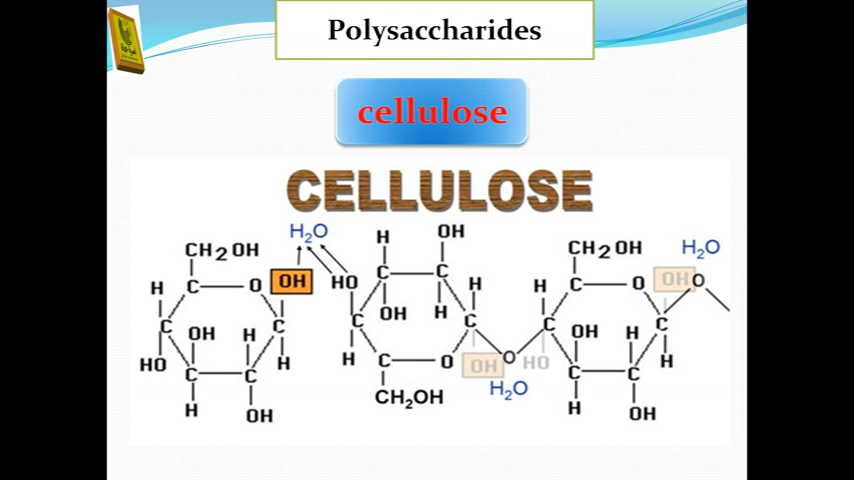 Polysaccharides
cellulose
CELLULOSE
H₂O
H OH
CH₂OH CH₂OH H₂O
H C O OH HO C C H H C O OH O
C OH H C C OH H C C OH H C
HO C C H H C O OH O HO C C H
H OH CH₂OH H₂O H OH